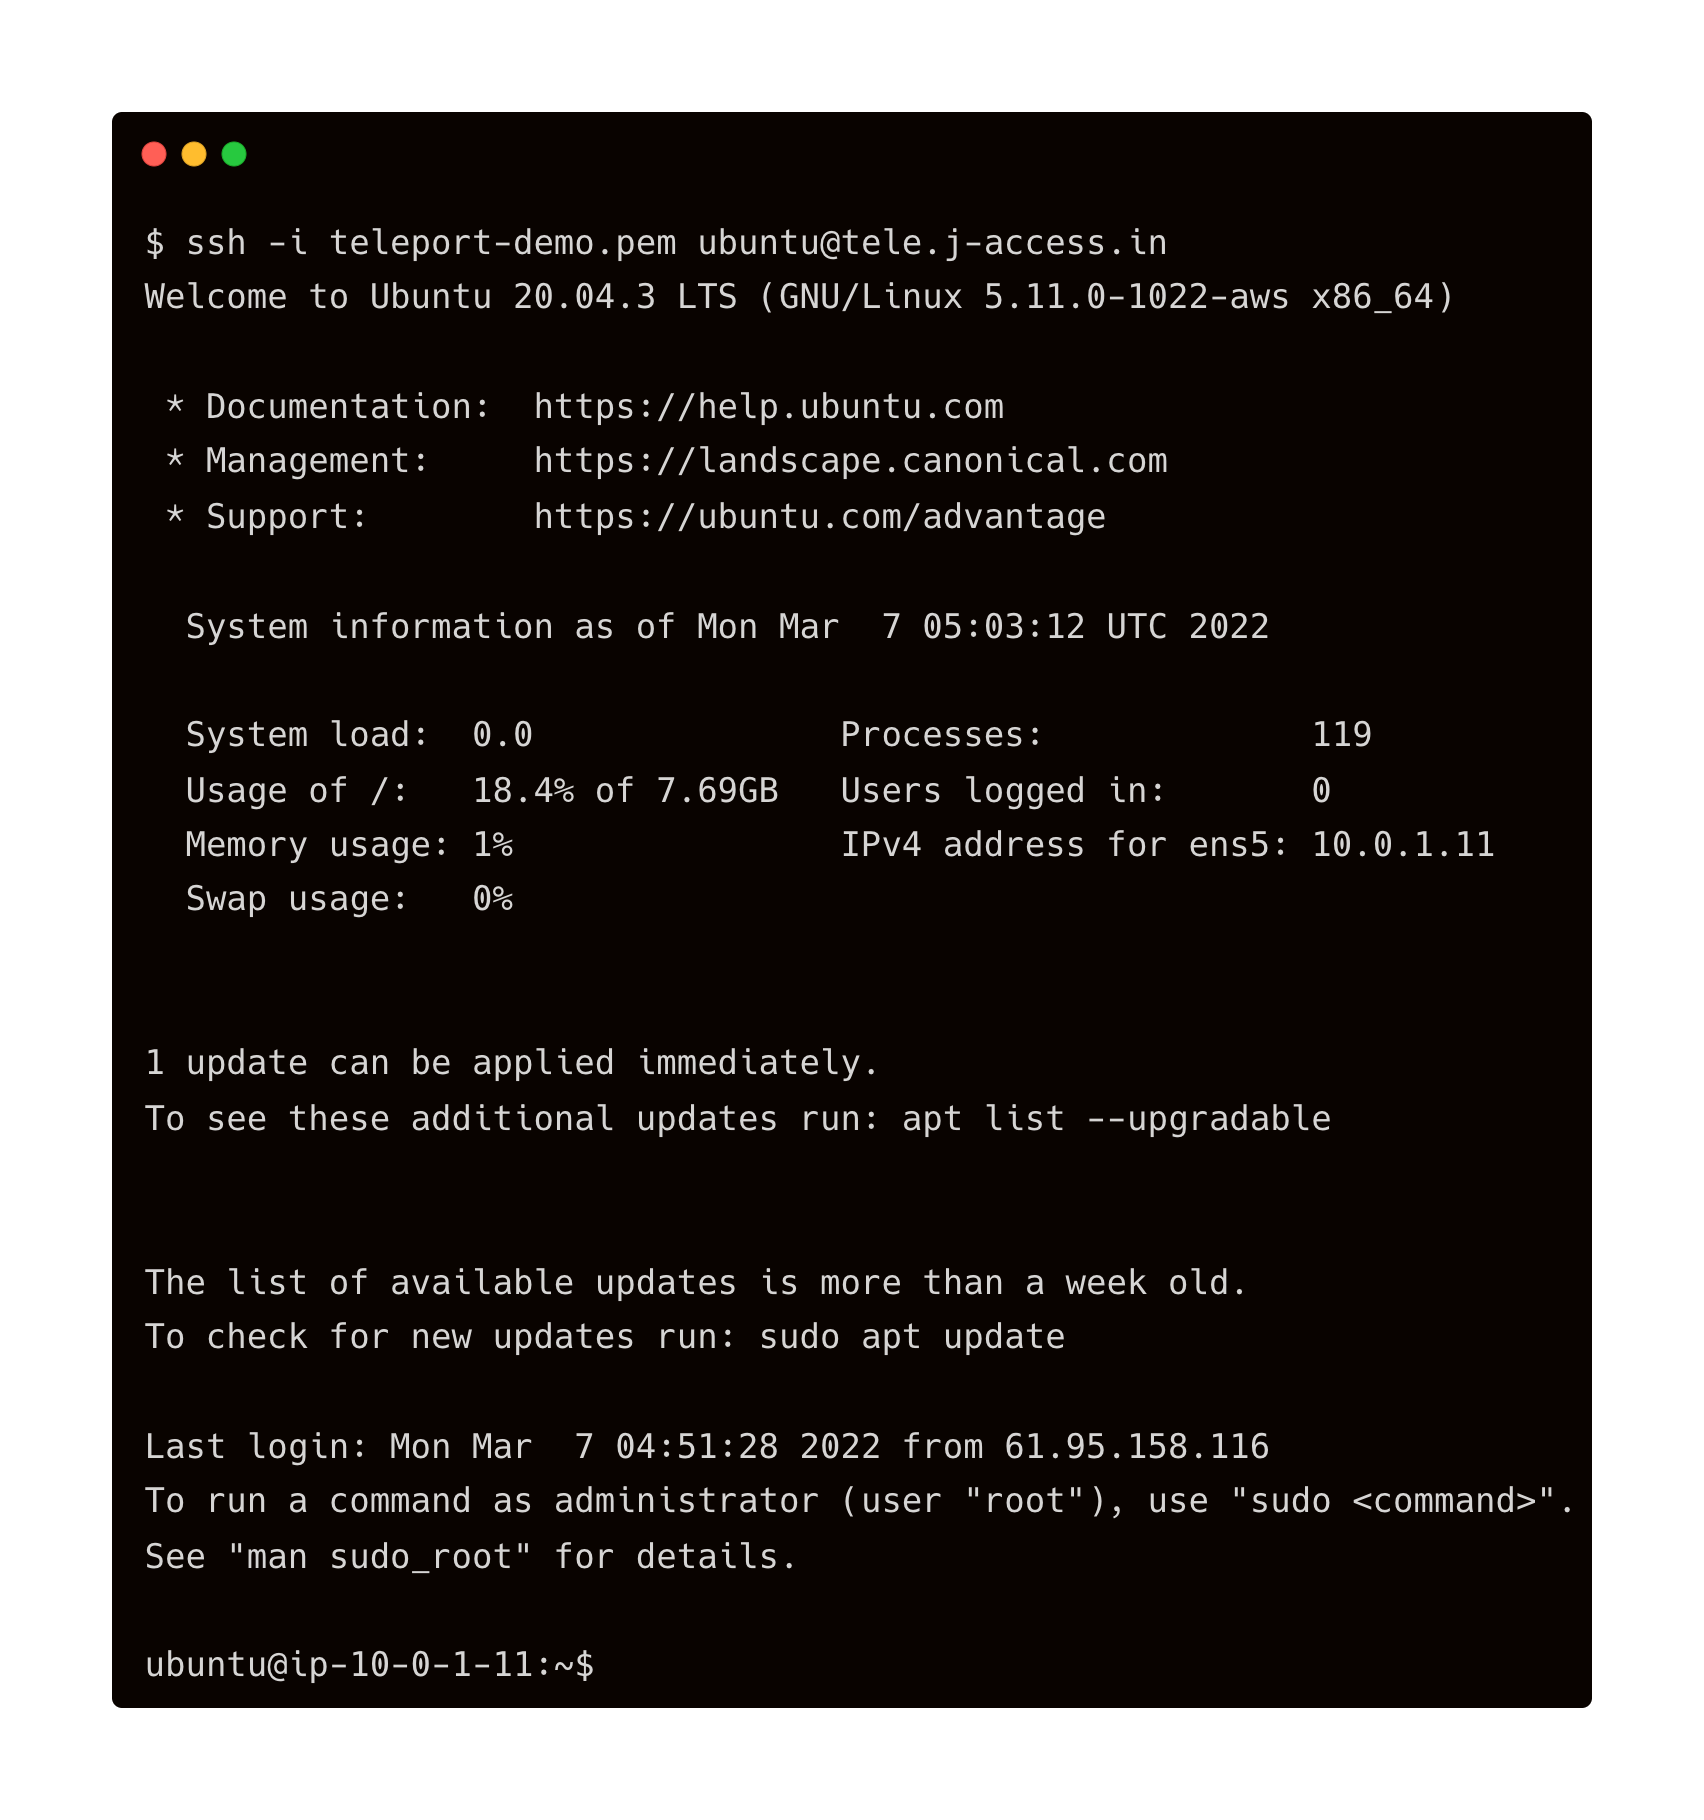 $ ssh -i teleport-demo.pem ubuntu@tele.j-access.in
Welcome to Ubuntu 20.04.3 LTS (GNU/Linux 5.11.0-1022-aws x86_64)

 * Documentation:  https://help.ubuntu.com
 * Management:     https://landscape.canonical.com
 * Support:        https://ubuntu.com/advantage

  System information as of Mon Mar  7 05:03:12 UTC 2022

  System load:  0.0               Processes:             119
  Usage of /:   18.4% of 7.69GB   Users logged in:       0
  Memory usage: 1%                IPv4 address for ens5: 10.0.1.11
  Swap usage:   0%


1 update can be applied immediately.
To see these additional updates run: apt list --upgradable


The list of available updates is more than a week old.
To check for new updates run: sudo apt update

Last login: Mon Mar  7 04:51:28 2022 from 61.95.158.116
To run a command as administrator (user "root"), use "sudo <command>".
See "man sudo_root" for details.

ubuntu@ip-10-0-1-11:~$